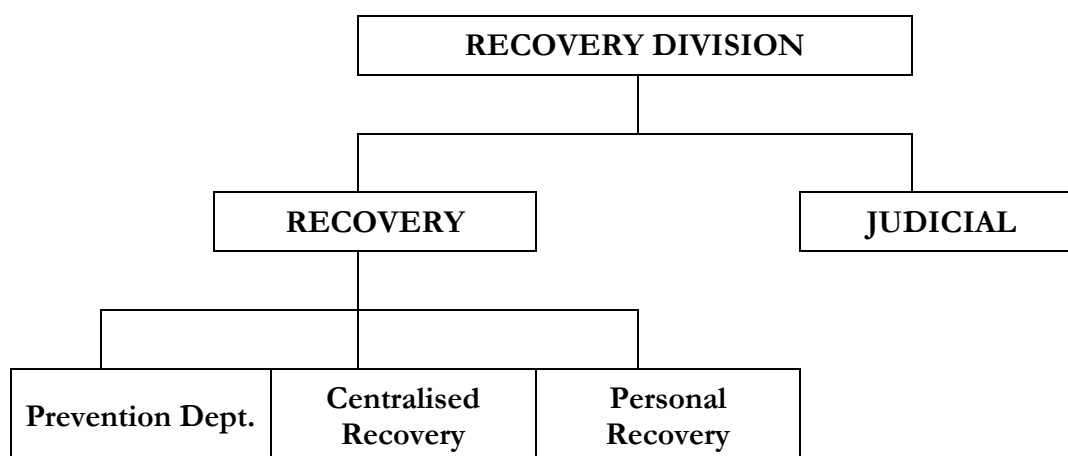 RECOVERY DIVISION
RECOVERY
JUDICIAL
Prevention Dept.
Centralised
Recovery
Personal
Recovery